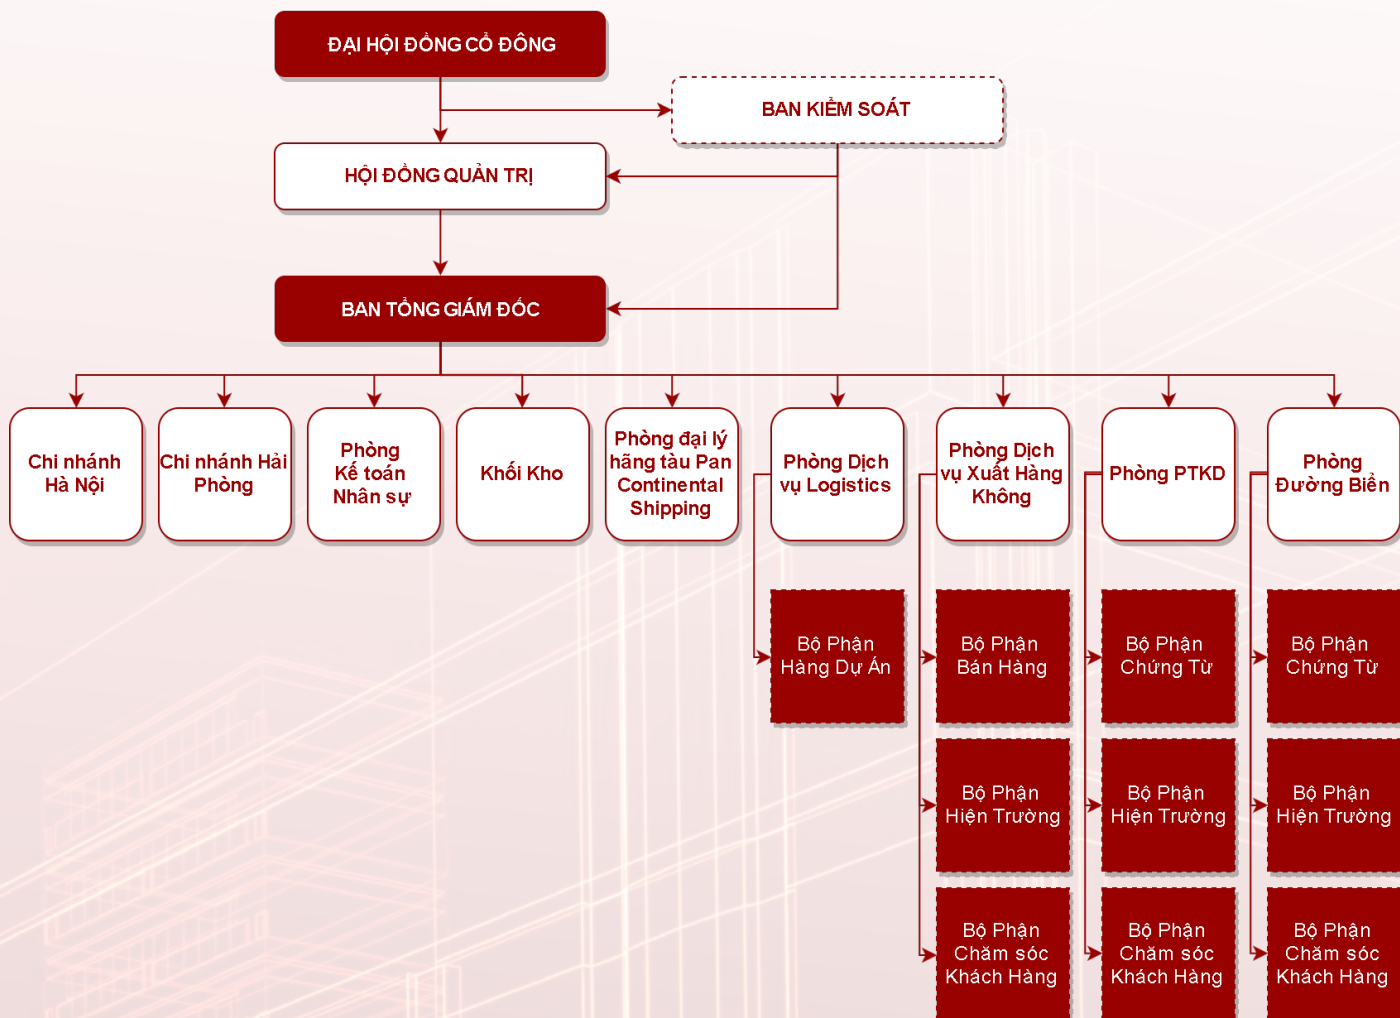 ĐẠI HỘI ĐỒNG CỔ ĐÔNG
BAN KIỂM SOÁT
HỘI ĐỒNG QUẢN TRỊ
BAN TỔNG GIÁM ĐỐC
Chi nhánh
Hà Nội
Chi nhánh Hải
Phòng
Phòng
Kế toán
Nhân sự
Khối Kho
Phòng đại lý
hãng tàu Pan
Continental
Shipping
Phòng Dịch
vụ Logistics
Phòng Dịch
vụ Xuất Hàng
Không
Phòng PTKD
Phòng
Đường Biển
Bộ Phận
Hàng Dự Án
Bộ Phận
Bán Hàng
Bộ Phận
Chứng Từ
Bộ Phận
Chứng Từ
Bộ Phận
Hiện Trường
Bộ Phận
Hiện Trường
Bộ Phận
Hiện Trường
Bộ Phận
Chăm sóc
Khách Hàng
Bộ Phận
Chăm sóc
Khách Hàng
Bộ Phận
Chăm sóc
Khách Hàng